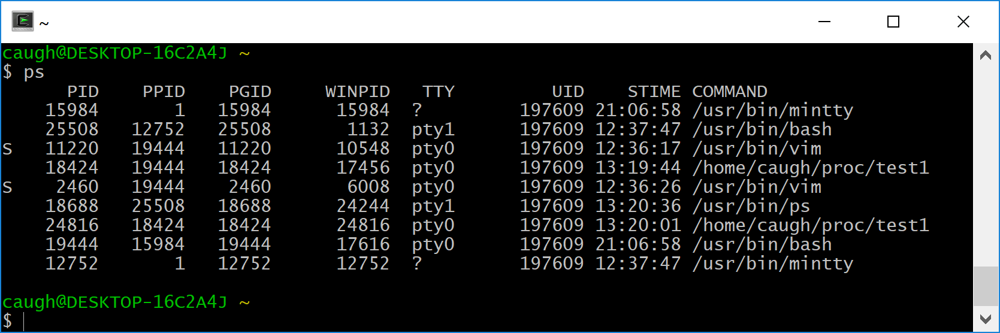 ~
caugh@DESKTOP-16C2A4J ~
$ ps
      PID    PPID    PGID     WINPID   TTY         UID    STIME COMMAND
    15984       1   15984      15984  ?         197609 21:06:58 /usr/bin/mintty
    25508   12752   25508       1132  pty1      197609 12:37:47 /usr/bin/bash
S   11220   19444   11220      10548  pty0      197609 12:36:17 /usr/bin/vim
    18424   19444   18424      17456  pty0      197609 13:19:44 /home/caugh/proc/test1
S    2460   19444    2460       6008  pty0      197609 12:36:26 /usr/bin/vim
    18688   25508   18688      24244  pty1      197609 13:20:36 /usr/bin/ps
    24816   18424   18424      24816  pty0      197609 13:20:01 /home/caugh/proc/test1
    19444   15984   19444      17616  pty0      197609 21:06:58 /usr/bin/bash
    12752       1   12752      12752  ?         197609 12:37:47 /usr/bin/mintty
caugh@DESKTOP-16C2A4J ~
$